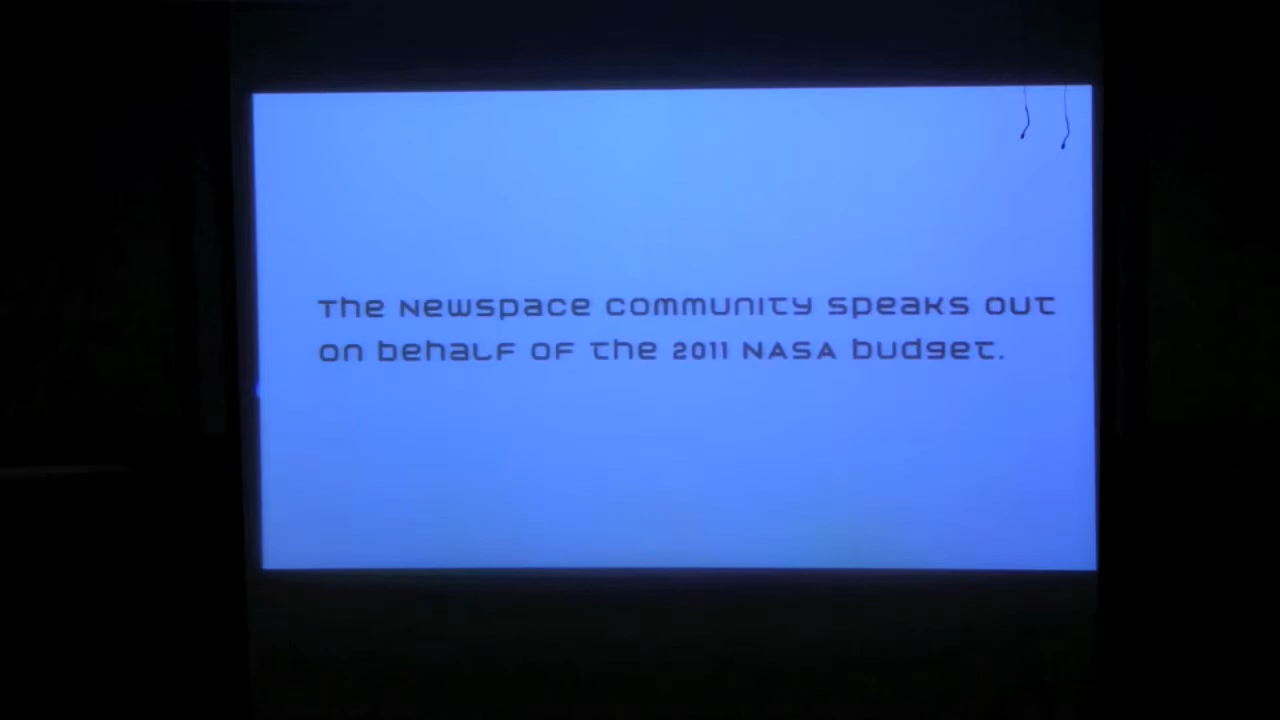 The Newspace community speaks out
on behalf of the 2011 NASA budget.